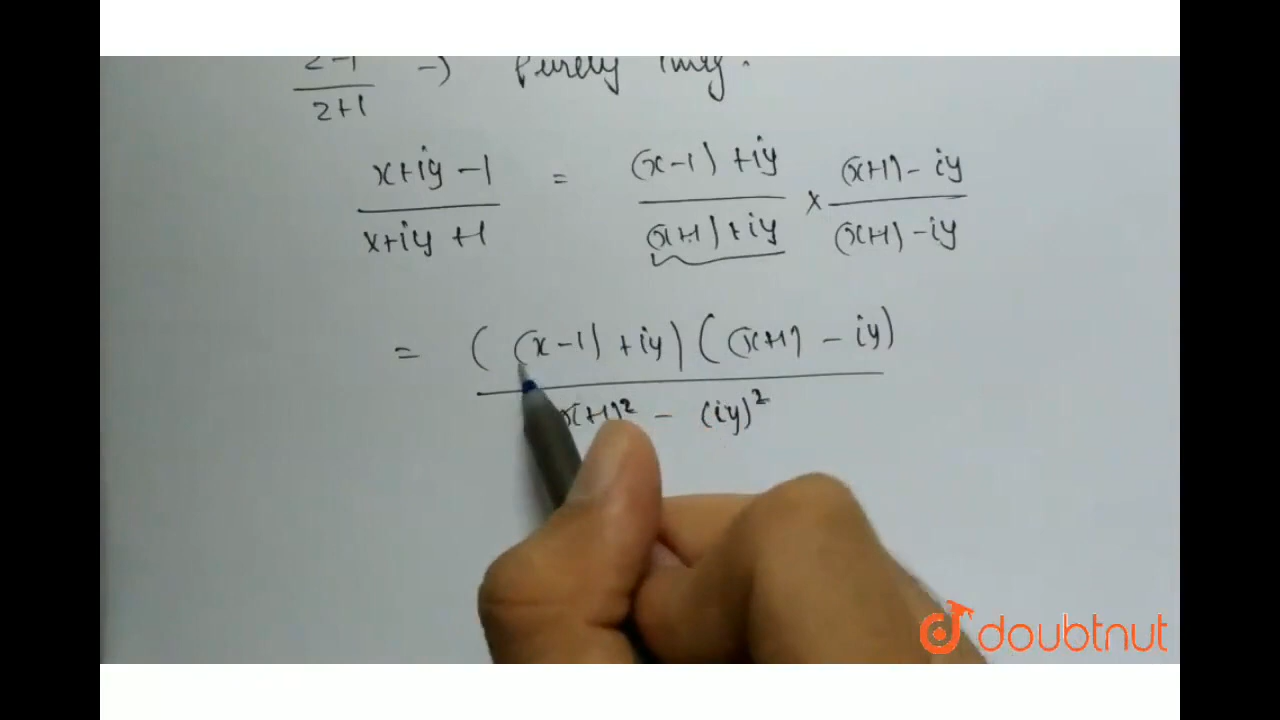 z-1 / z+1 → Purely Imag.
x+iy-1 / x+iy+1 = (x-1)+iy / (x+1)+iy × (x+1)-iy / (x+1)-iy
= ((x-1)+iy)((x+1)-iy) / (x+1)² - (iy)²
doubtnut